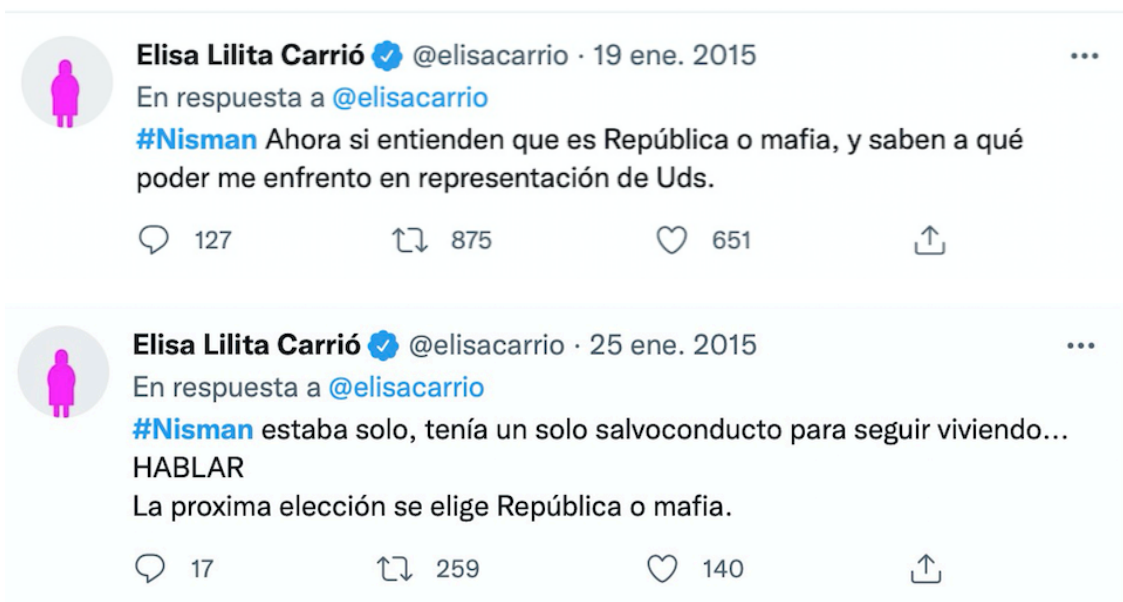 Elisa Lilita Carrió @elisacarrio · 19 ene. 2015
En respuesta a @elisacarrio
#Nisman Ahora si entienden que es República o mafia, y saben a qué
poder me enfrento en representación de Uds.
127 875 651
Elisa Lilita Carrió @elisacarrio · 25 ene. 2015
En respuesta a @elisacarrio
#Nisman estaba solo, tenía un solo salvoconducto para seguir viviendo...
HABLAR
La proxima elección se elige República o mafia.
17 259 140